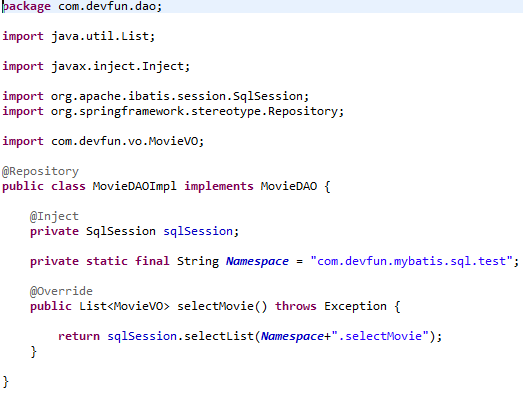 package com.devfun.dao;
import java.util.List;
import javax.inject.Inject;
import org.apache.ibatis.session.SqlSession;
import org.springframework.stereotype.Repository;
import com.devfun.vo.MovieVO;
@Repository
public class MovieDAOImpl implements MovieDAO {
@Inject
private SqlSession sqlSession;
private static final String Namespace = "com.devfun.mybatis.sql.test";
@Override
public List<MovieVO> selectMovie() throws Exception {
return sqlSession.selectList(Namespace+".selectMovie");
}
}